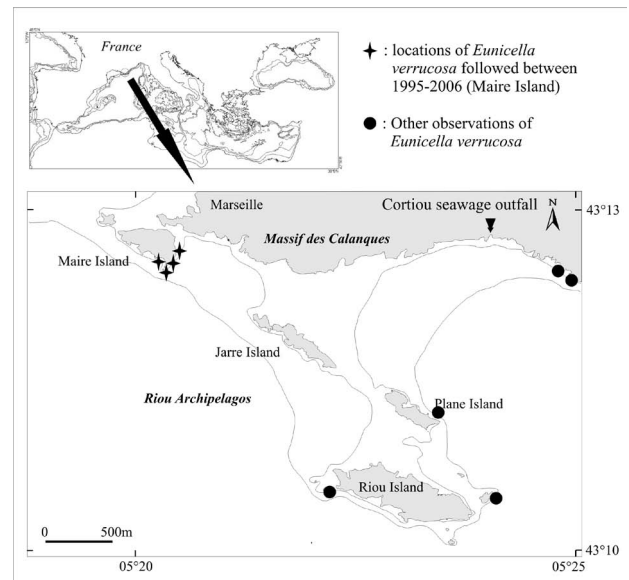 France
: locations of Eunicella
verrucosa followed between
1995-2006 (Maire Island)
: Other observations of
Eunicella verrucosa
Marseille
Cortiou seawage outfall
N
43°13
Massif des Calanques
Maire Island
Jarre Island
Riou Archipelagos
Plane Island
Riou Island
0 500m
43°10
05°20
05°25